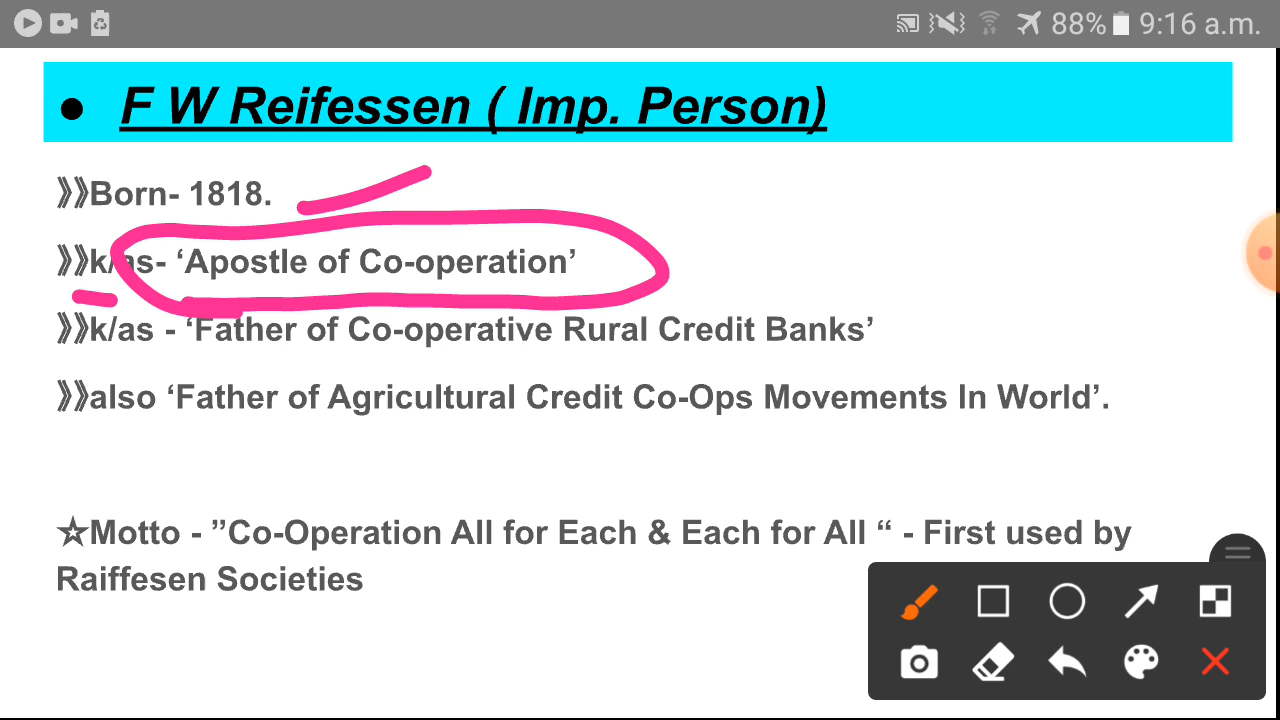 88% 9:16 a.m.
● F W Reifessen ( Imp. Person)
》》Born- 1818.
》》k/as- ‘Apostle of Co-operation’
》》k/as - ‘Father of Co-operative Rural Credit Banks’
》》also ‘Father of Agricultural Credit Co-Ops Movements In World’.
☆Motto - ”Co-Operation All for Each & Each for All “ - First used by
Raiffesen Societies